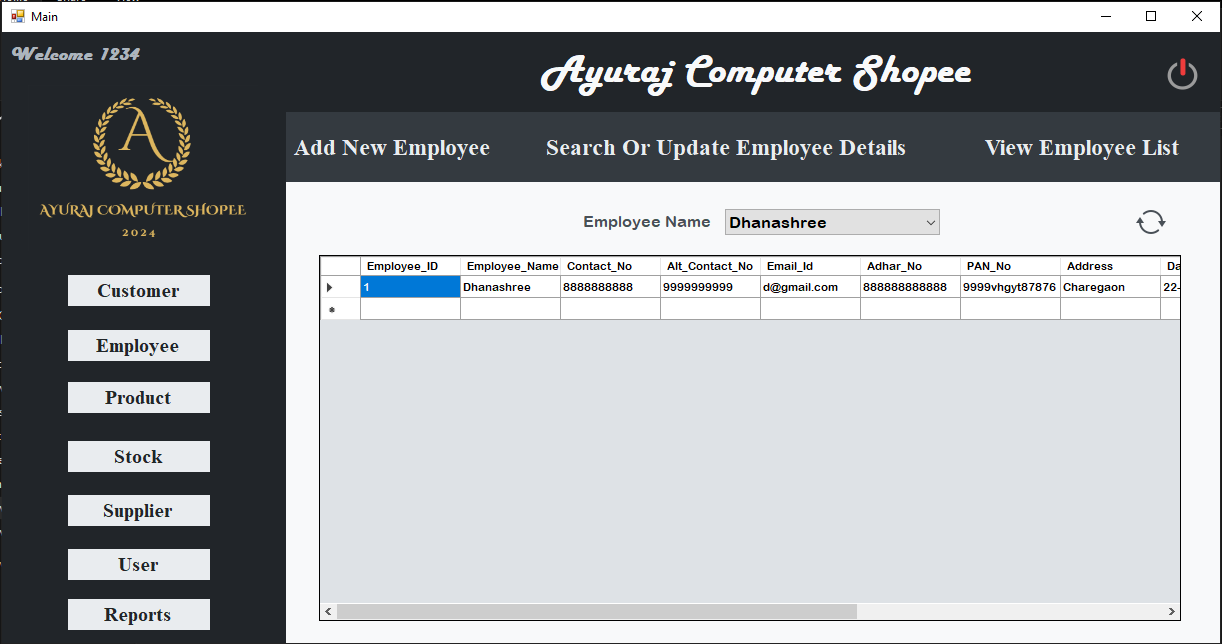 Main
Welcome 1234
Ayuraj Computer Shopee
A
AYURAJ COMPUTER SHOPEE
2024
Add New Employee Search Or Update Employee Details View Employee List
Employee Name Dhanashree
Employee_ID Employee_Name Contact_No Alt_Contact_No Email_Id Adhar_No PAN_No Address Da
1 Dhanashree 8888888888 9999999999 d@gmail.com 888888888888 9999vhgyt87876 Charegaon 22-
Customer
Employee
Product
Stock
Supplier
User
Reports